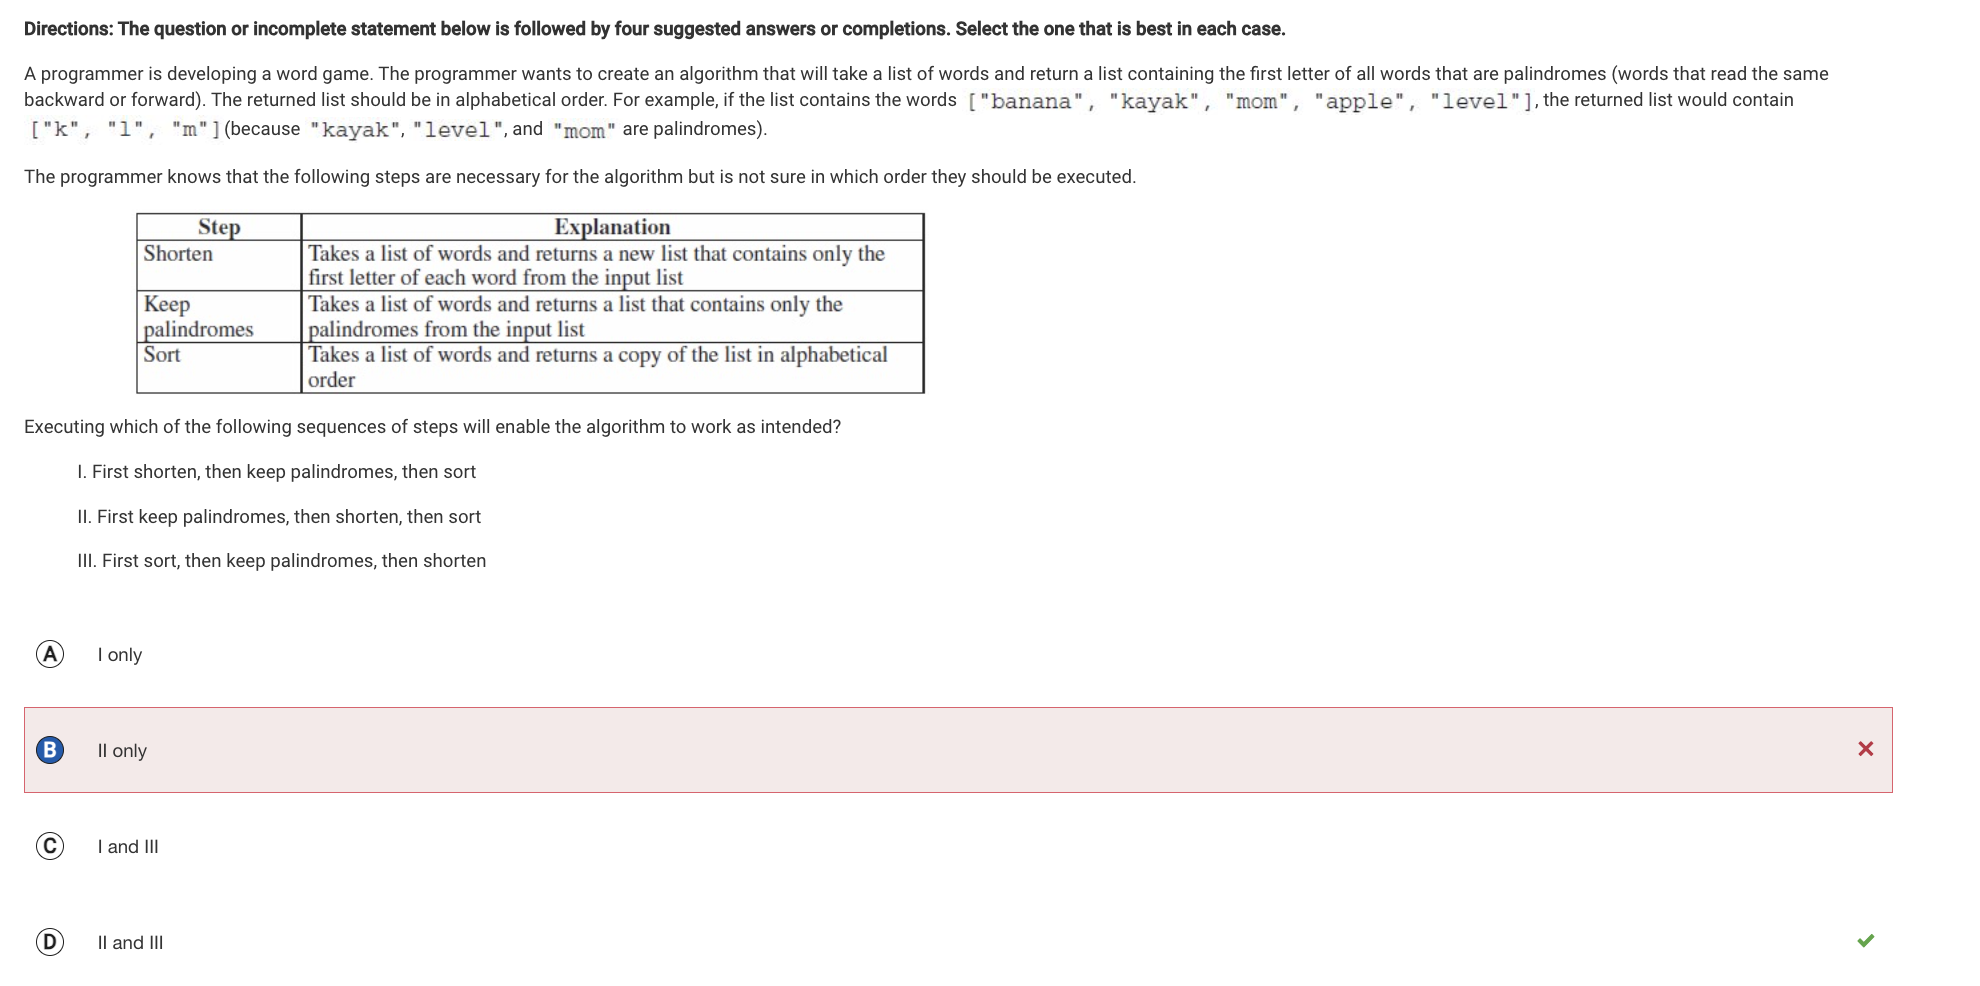 Directions: The question or incomplete statement below is followed by four suggested answers or completions. Select the one that is best in each case.
A programmer is developing a word game. The programmer wants to create an algorithm that will take a list of words and return a list containing the first letter of all words that are palindromes (words that read the same
backward or forward). The returned list should be in alphabetical order. For example, if the list contains the words ["banana", "kayak", "mom", "apple", "level"], the returned list would contain
["k", "l", "m"] (because "kayak", "level", and "mom" are palindromes).
The programmer knows that the following steps are necessary for the algorithm but is not sure in which order they should be executed.
Step Explanation
Shorten Takes a list of words and returns a new list that contains only the
first letter of each word from the input list
Keep Takes a list of words and returns a list that contains only the
palindromes palindromes from the input list
Sort Takes a list of words and returns a copy of the list in alphabetical
order
Executing which of the following sequences of steps will enable the algorithm to work as intended?
I. First shorten, then keep palindromes, then sort
II. First keep palindromes, then shorten, then sort
III. First sort, then keep palindromes, then shorten
A I only
B II only
C I and III
D II and III